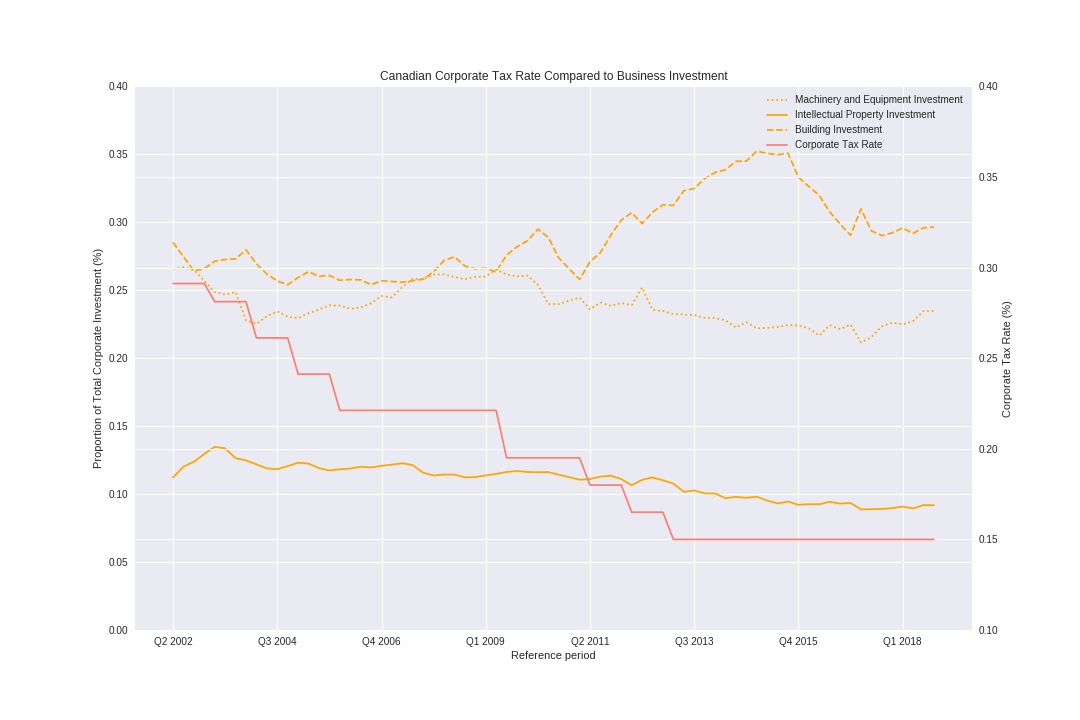 Canadian Corporate Tax Rate Compared to Business Investment
Machinery and Equipment Investment
Intellectual Property Investment
Building Investment
Corporate Tax Rate
Proportion of Total Corporate Investment (%)
0.40
0.35
0.30
0.25
0.20
0.15
0.10
0.05
0.00
0.40
0.35
0.30
0.25
0.20
0.15
0.10
Corporate Tax Rate (%)
Q2 2002 Q3 2004 Q4 2006 Q1 2009 Q2 2011 Q3 2013 Q4 2015 Q1 2018
Reference period